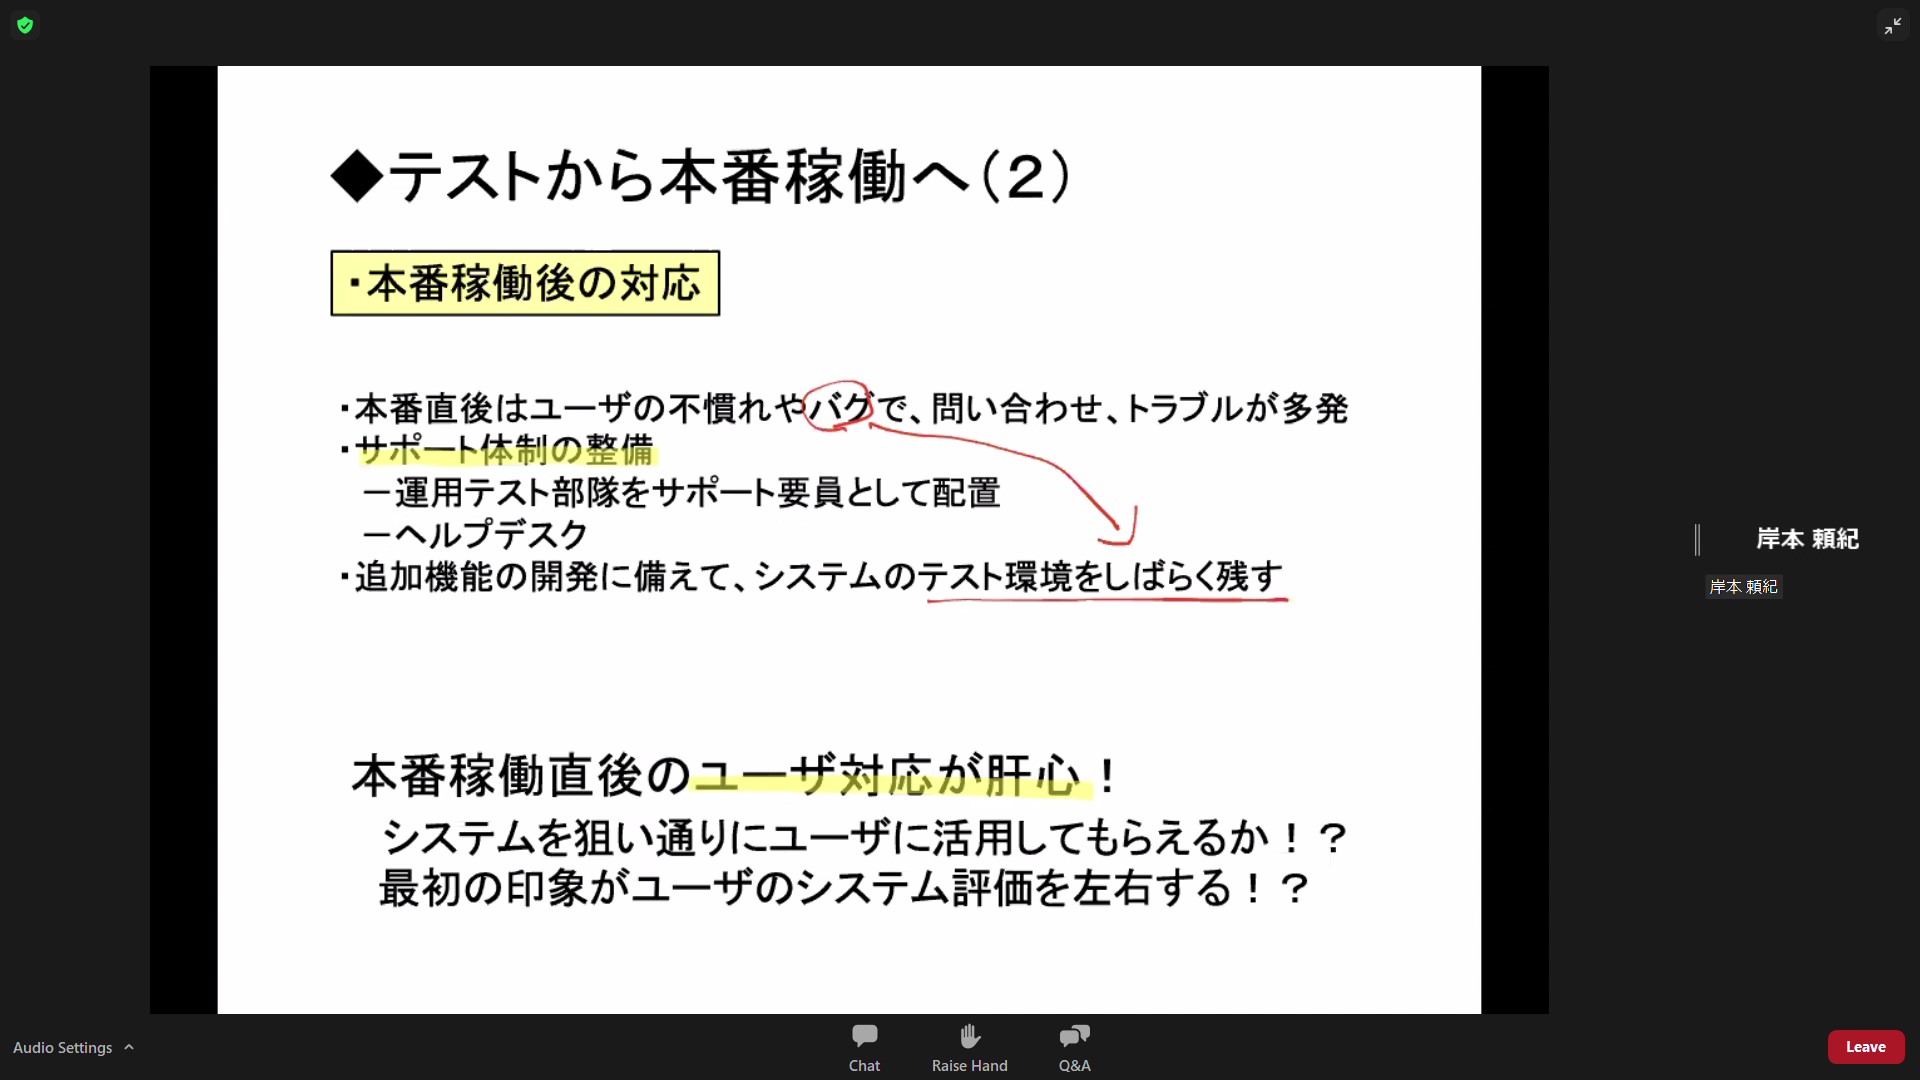 ◆テストから本番稼働へ（２）
・本番稼働後の対応
・本番直後はユーザの不慣れやバグで、問い合わせ、トラブルが多発
・サポート体制の整備
－運用テスト部隊をサポート要員として配置
－ヘルプデスク
・追加機能の開発に備えて、システムのテスト環境をしばらく残す
本番稼働直後のユーザ対応が肝心！
システムを狙い通りにユーザに活用してもらえるか！？
最初の印象がユーザのシステム評価を左右する！？
岸本 頼紀
岸本 頼紀
Audio Settings
Chat
Raise Hand
Q&A
Leave